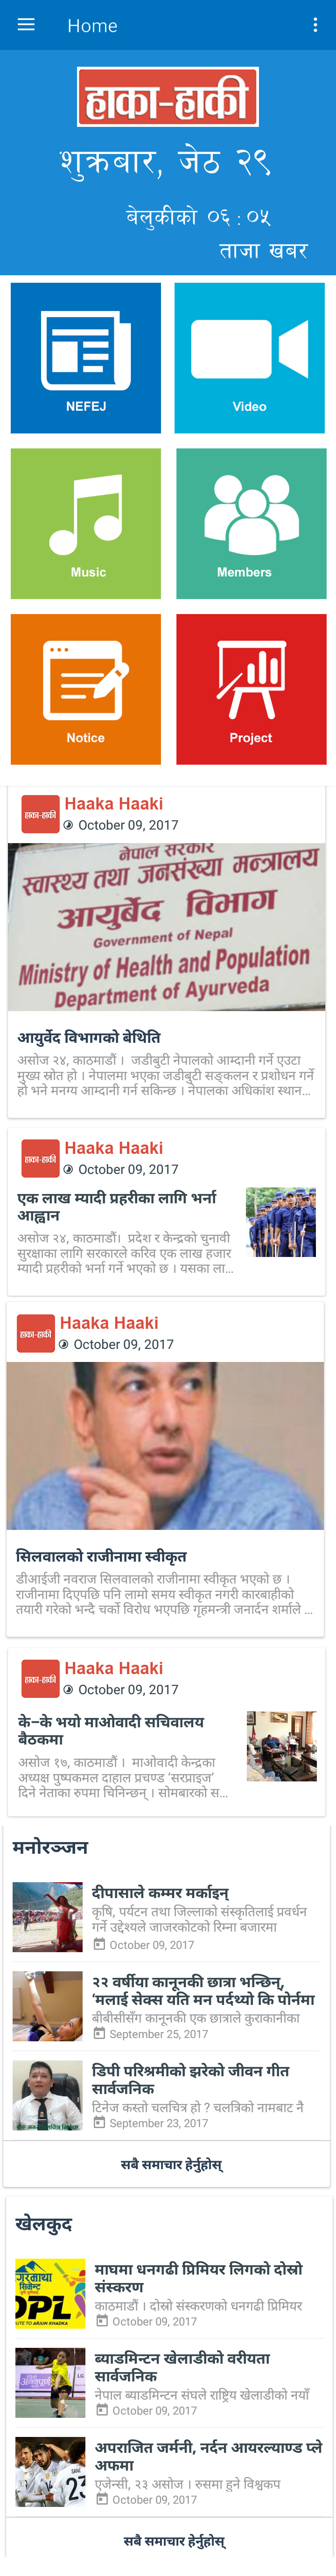 Home
हाका-हाकी
शुक्रबार, जेठ २९
बेलुकीको ०६ : ०५
ताजा खबर
NEFEJ
Video
Music
Members
Notice
Project
हाका-हाकी
Haaka Haaki
October 09, 2017
नेपाल सरकार
स्वास्थ्य तथा जनसंख्या मन्त्रालय
आयुर्बेद विभाग
Government of Nepal
Ministry of Health and Population
Department of Ayurveda
आयुर्वेद विभागको बेथिति
असोज २४, काठमाडौं । जडीबुटी नेपालको आम्दानी गर्ने एउटा
मुख्य स्रोत हो । नेपालमा भएका जडीबुटी सङ्कलन र प्रशोधन गर्ने
हो भने मनग्य आम्दानी गर्न सकिन्छ । नेपालका अधिकांश स्थान...
हाका-हाकी
Haaka Haaki
October 09, 2017
एक लाख म्यादी प्रहरीका लागि भर्ना
आह्वान
असोज २४, काठमाडौं। प्रदेश र केन्द्रको चुनावी
सुरक्षाका लागि सरकारले करिव एक लाख हजार
म्यादी प्रहरीको भर्ना गर्ने भएको छ । यसका ला...
हाका-हाकी
Haaka Haaki
October 09, 2017
सिलवालको राजीनामा स्वीकृत
डीआईजी नवराज सिलवालको राजीनामा स्वीकृत भएको छ ।
राजीनामा दिएपछि पनि लामो समय स्वीकृत नगरी कारबाहीको
तयारी गरेको भन्दै चर्को विरोध भएपछि गृहमन्त्री जनार्दन शर्माले ...
हाका-हाकी
Haaka Haaki
October 09, 2017
के–के भयो माओवादी सचिवालय
बैठकमा
असोज १७, काठमाडौं । माओवादी केन्द्रका
अध्यक्ष पुष्पकमल दाहाल प्रचण्ड ‘सरप्राइज’
दिने नेताका रुपमा चिनिन्छन् । सोमबारको स...
मनोरञ्जन
दीपासाले कम्मर मर्काइन्
कृषि, पर्यटन तथा जिल्लाको संस्कृतिलाई प्रवर्धन
गर्ने उद्देश्यले जाजरकोटको रिम्ना बजारमा
October 09, 2017
२२ वर्षीया कानूनकी छात्रा भन्छिन्,
‘मलाई सेक्स यति मन पर्दथ्यो कि पोर्नमा
बीबीसीसँग कानूनकी एक छात्राले कुराकानीका
September 25, 2017
डिपी परिश्रमीको झरेको जीवन गीत
सार्वजनिक
टिनेज कस्तो चलचित्र हो ? चलत्रिको नामबाट नै
September 23, 2017
सबै समाचार हेर्नुहोस्
खेलकुद
माघमा धनगढी प्रिमियर लिगको दोस्रो
संस्करण
काठमाडौं । दोस्रो संस्करणको धनगढी प्रिमियर
October 09, 2017
ब्याडमिन्टन खेलाडीको वरीयता
सार्वजनिक
नेपाल ब्याडमिन्टन संघले राष्ट्रिय खेलाडीको नयाँ
October 09, 2017
अपराजित जर्मनी, नर्दन आयरल्याण्ड प्ले
अफमा
एजेन्सी, २३ असोज । रुसमा हुने विश्वकप
October 09, 2017
सबै समाचार हेर्नुहोस्